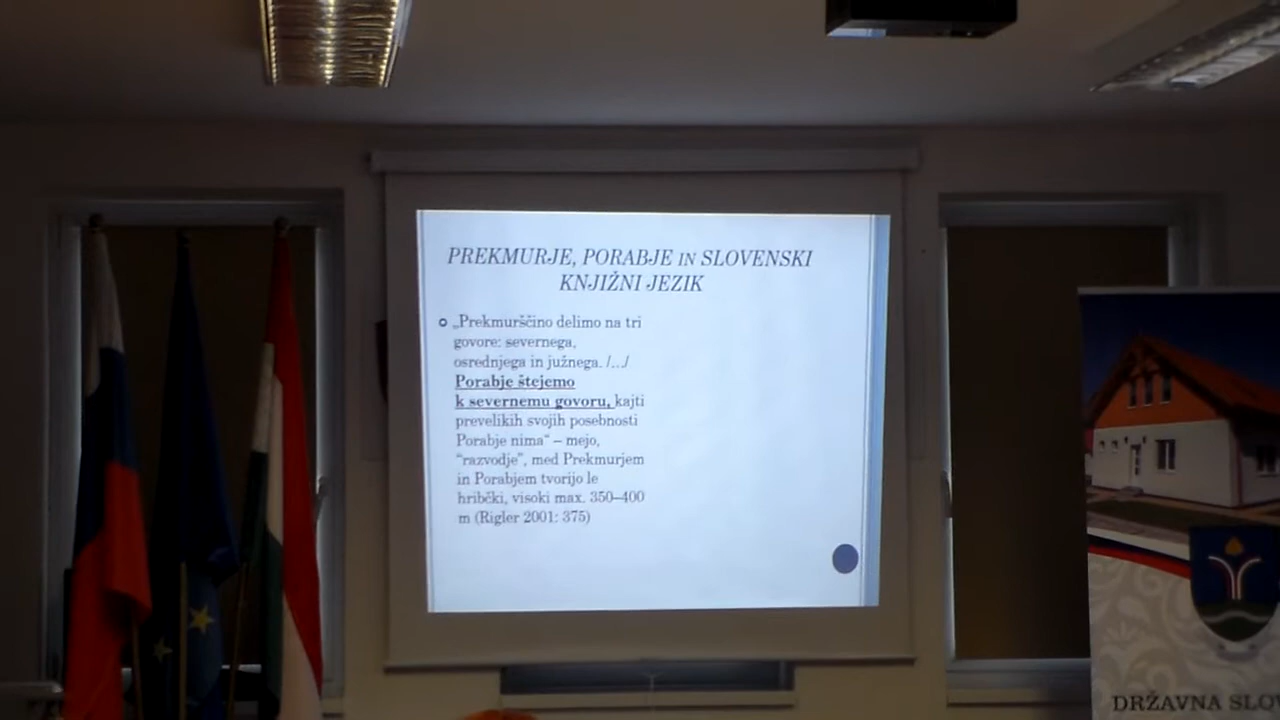 PREKMURJE, PORABJE IN SLOVENSKI
KNJIŽNI JEZIK
„Prekmurščino delimo na tri
govore: severnega,
osrednjega in južnega. /.../
Porabje štejemo
k severnemu govoru, kajti
prevelikih svojih posebnosti
Porabje nima“ – mejo,
“razvodje”, med Prekmurjem
in Porabjem tvorijo le
hribčki, visoki max. 350–400
m (Rigler 2001: 375)
DRŽAVNA SLO